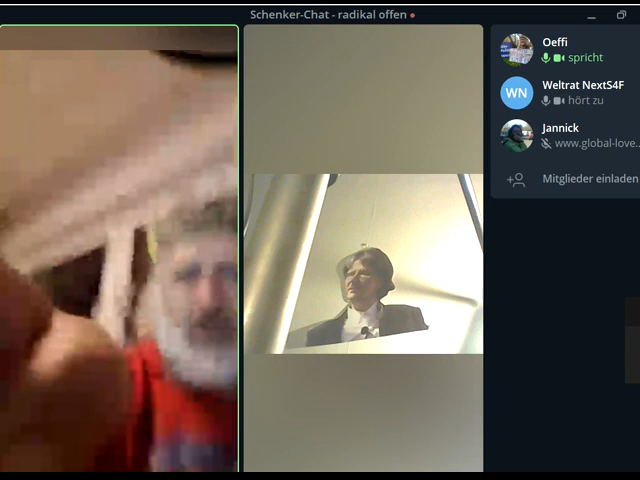 Schenker-Chat - radikal offen
Oeffi
spricht
WN
Weltrat NextS4F
hört zu
Jannick
www.global-love...
Mitglieder einladen